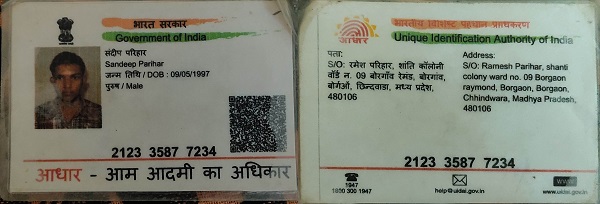 भारत सरकार
Government of India
संदीप परिहार
Sandeep Parihar
जन्म तिथि / DOB : 09/05/1997
पुरुष / Male
2123 3587 7234
आधार - आम आदमी का अधिकार
भारतीय विशिष्ट पहचान प्राधिकरण
आधार
Unique Identification Authority of India
पता:
S/O: रमेश परिहार, शांति कॉलोनी
वॉर्ड न. 09 बोरगाँव रेमंड, बोरगांव,
बोर्गओं, छिन्दवाड़ा, मध्य प्रदेश,
480106
Address:
S/O: Ramesh Parihar, shanti
colony ward no. 09 Borgaon
raymond, Borgaon, Borgaon,
Chhindwara, Madhya Pradesh,
480106
2123 3587 7234
1947
1800 300 1947
help@uidai.gov.in
www
www.uidai.gov.in